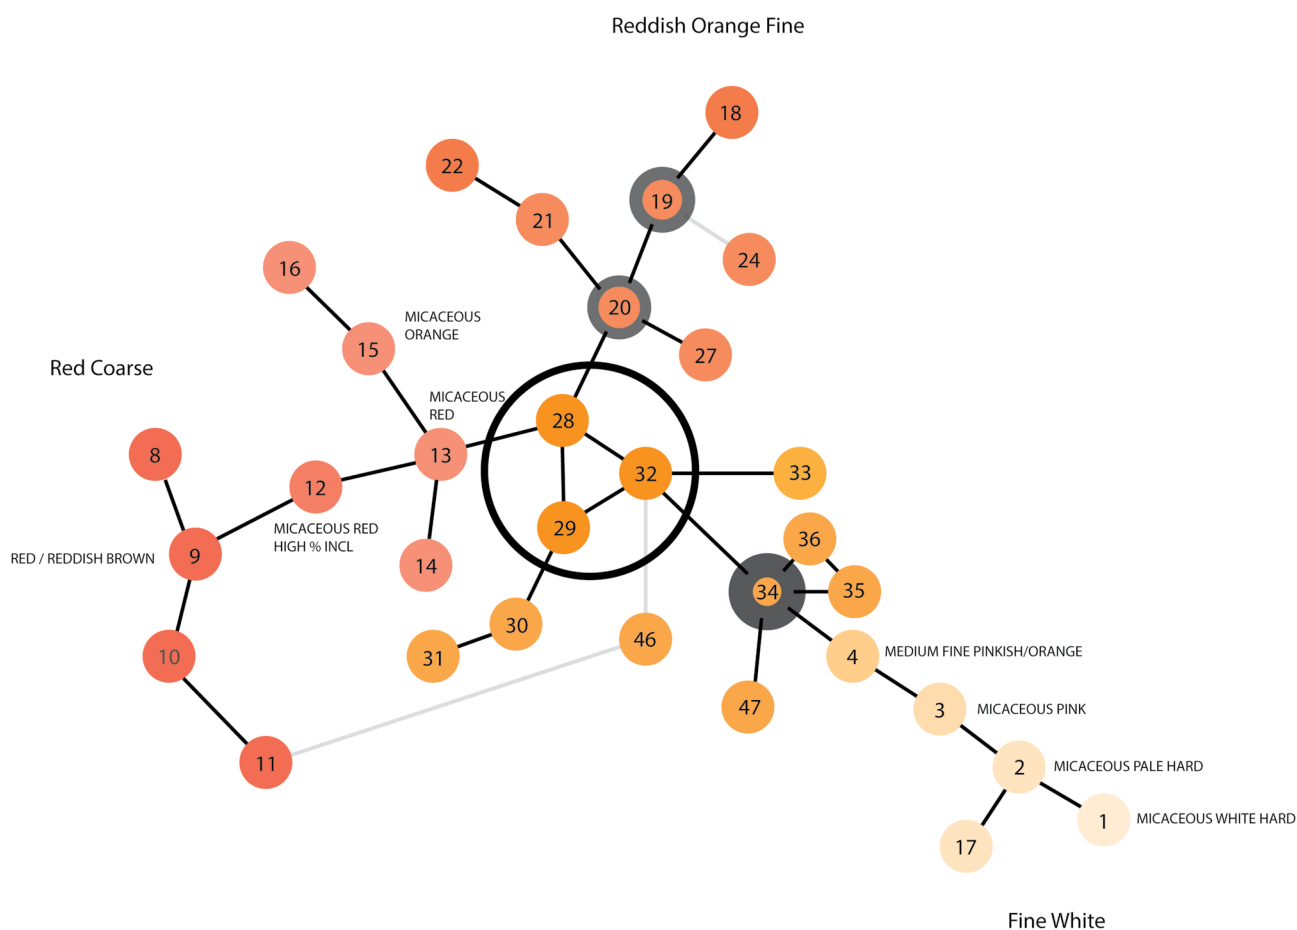 Reddish Orange Fine
18
22
19
21
24
16
20
MICACEOUS
ORANGE
15
27
Red Coarse
MICACEOUS
RED
28
8
13
32
33
12
MICACEOUS RED
HIGH % INCL
29
36
RED / REDDISH BROWN
9
14
34
35
30
46
10
31
4
MEDIUM FINE PINKISH/ORANGE
47
3
MICACEOUS PINK
11
2
MICACEOUS PALE HARD
1
MICACEOUS WHITE HARD
17
Fine White